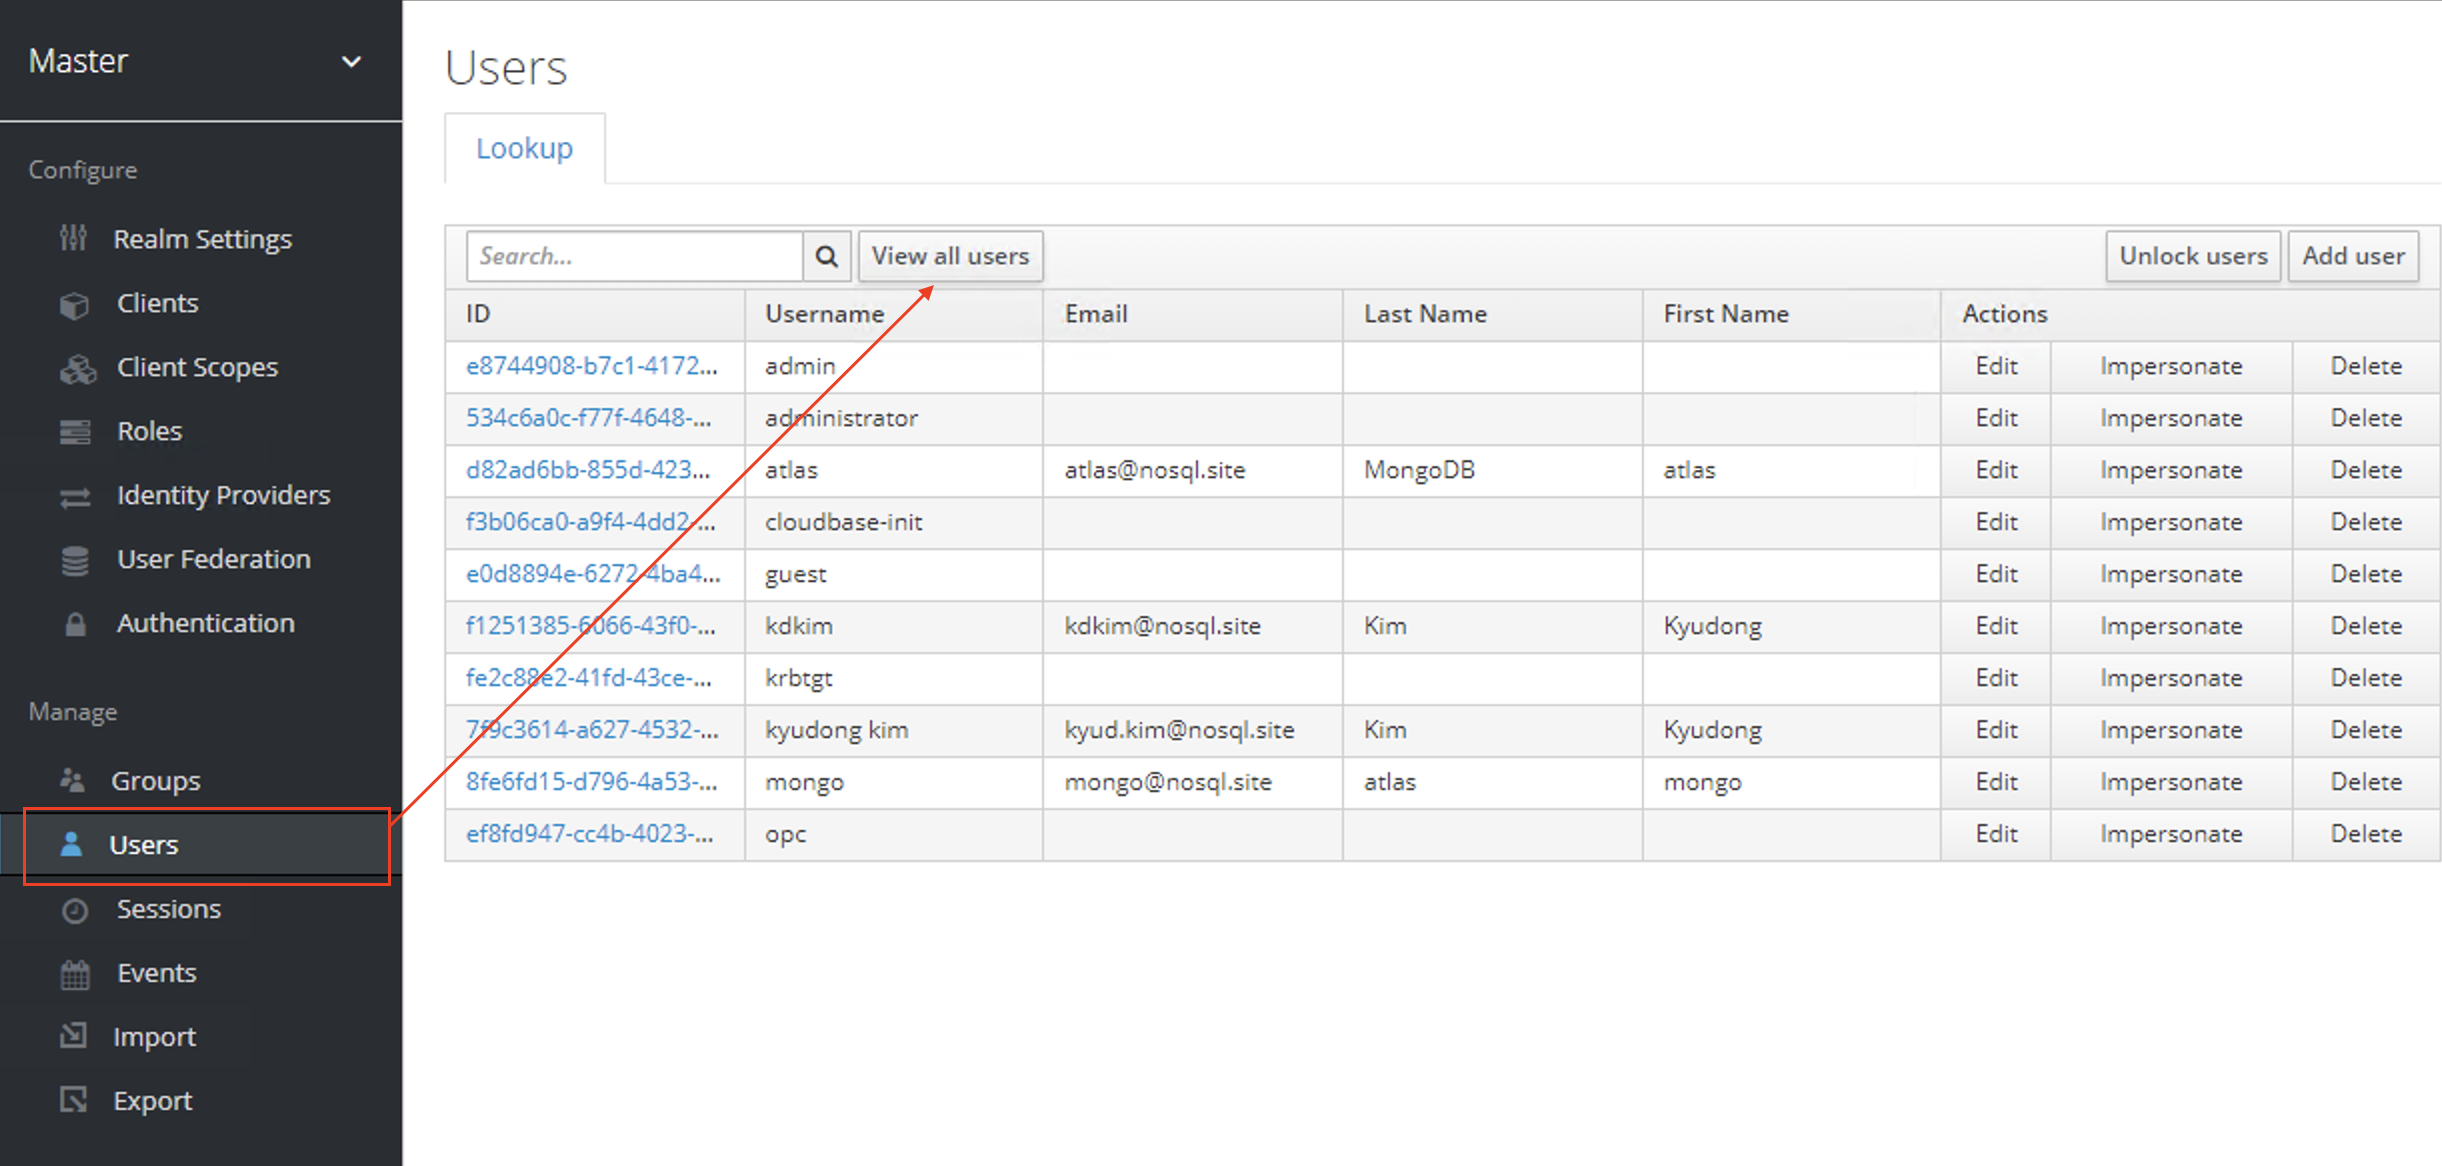 Master
Configure
Realm Settings
Clients
Client Scopes
Roles
Identity Providers
User Federation
Authentication
Manage
Groups
Users
Sessions
Events
Import
Export
Users
Lookup
Search... View all users Unlock users Add user
ID Username Email Last Name First Name Actions
e8744908-b7c1-4172... admin Edit Impersonate Delete
534c6a0c-f77f-4648-... administrator Edit Impersonate Delete
d82ad6bb-855d-423... atlas atlas@nosql.site MongoDB atlas Edit Impersonate Delete
f3b06ca0-a9f4-4dd2-... cloudbase-init Edit Impersonate Delete
e0d8894e-6272-4ba4... guest Edit Impersonate Delete
f1251385-6066-43f0-... kdkim kdkim@nosql.site Kim Kyudong Edit Impersonate Delete
fe2c88e2-41fd-43ce-... krbtgt Edit Impersonate Delete
7f9c3614-a627-4532-... kyudong kim kyud.kim@nosql.site Kim Kyudong Edit Impersonate Delete
8fe6fd15-d796-4a53-... mongo mongo@nosql.site atlas mongo Edit Impersonate Delete
ef8fd947-cc4b-4023-... opc Edit Impersonate Delete